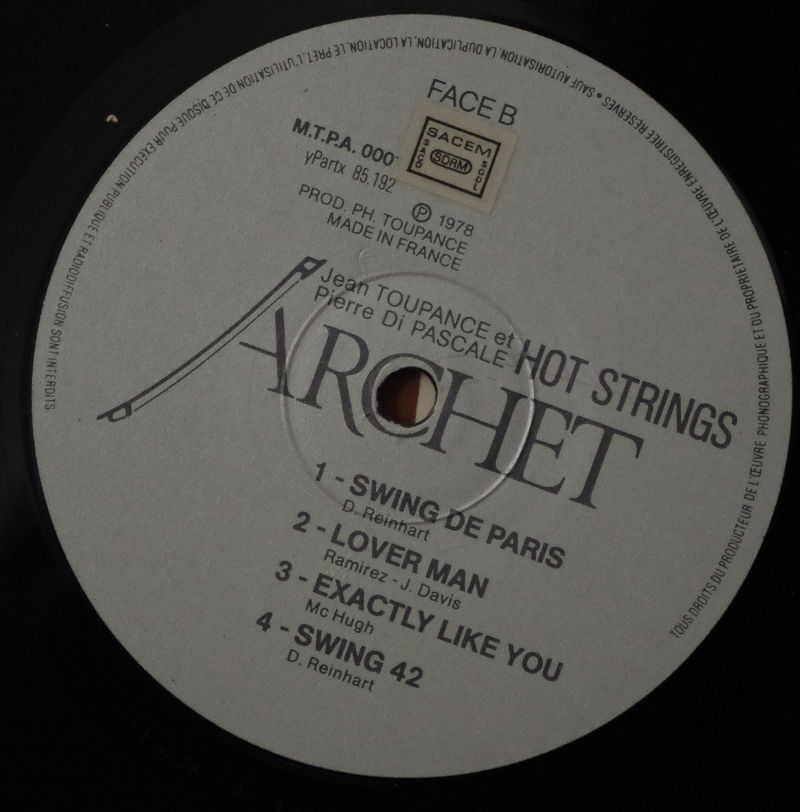 FACE B
M.T.P.A. 000
yPartx 85.192
SACEM
SACD
SDRM
SGDL
PROD. PH. TOUPANCE
Ⓟ 1978
MADE IN FRANCE
Jean TOUPANCE et
Pierre Di PASCALE
HOT STRINGS
ARCHET
1 - SWING DE PARIS
D. Reinhart
2 - LOVER MAN
Ramirez - J. Davis
3 - EXACTLY LIKE YOU
Mc Hugh
4 - SWING 42
D. Reinhart
TOUS DROITS DU PRODUCTEUR DE L'ŒUVRE PHONOGRAPHIQUE ET DU PROPRIETAIRE DE L'ŒUVRE ENREGISTREE RESERVES • SAUF AUTORISATION, LA DUPLICATION, LA LOCATION, LE PRET, L'UTILISATION DE CE DISQUE POUR EXECUTION PUBLIQUE ET RADIODIFFUSION SONT INTERDITS.